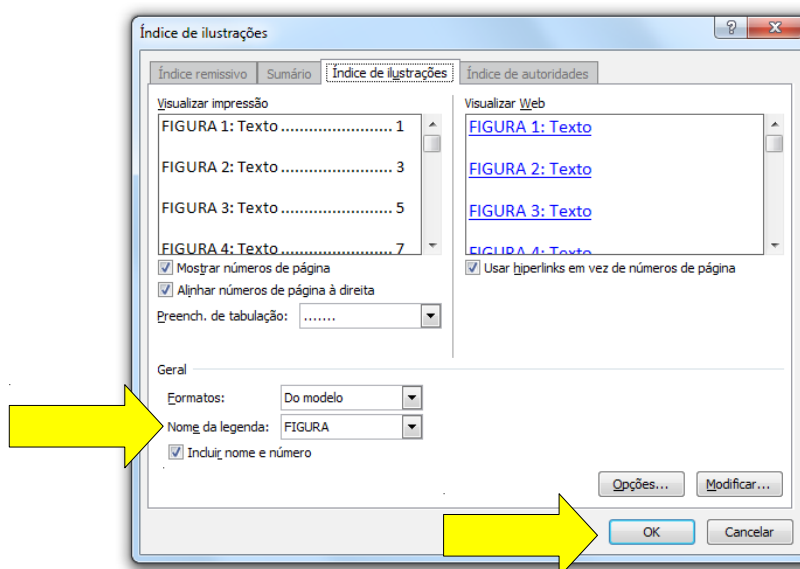 Índice de ilustrações
Índice remissivo Sumário Índice de ilustrações Índice de autoridades
Visualizar impressão
FIGURA 1: Texto ........................ 1
FIGURA 2: Texto ........................ 3
FIGURA 3: Texto ........................ 5
FIGURA 4: Texto ........................ 7
Mostrar números de página
Alinhar números de página à direita
Preench. de tabulação: .......
Visualizar Web
FIGURA 1: Texto
FIGURA 2: Texto
FIGURA 3: Texto
FIGURA 4: Texto
Usar hiperlinks em vez de números de página
Geral
Formatos: Do modelo
Nome da legenda: FIGURA
Incluir nome e número
Opções... Modificar...
OK Cancelar